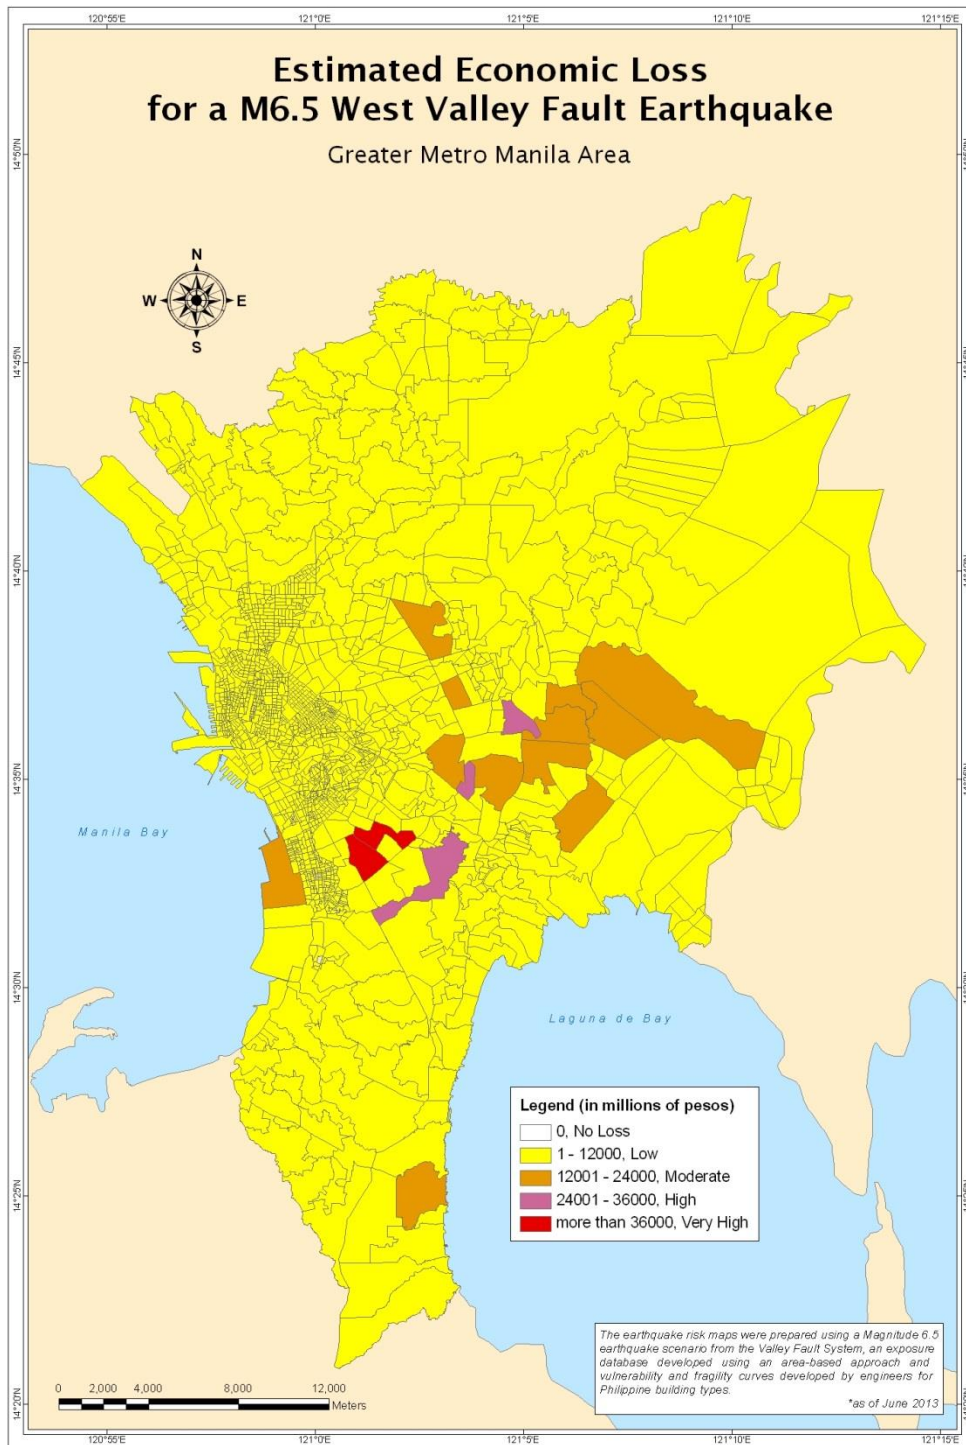 120°55'E 121°0'E 121°5'E 121°10'E 121°15'E
Estimated Economic Loss
for a M6.5 West Valley Fault Earthquake
Greater Metro Manila Area
14°50'N
N
W E
S
14°45'N
14°40'N
14°35'N
Manila Bay
14°30'N
Laguna de Bay
Legend (in millions of pesos)
0, No Loss
1 - 12000, Low
12001 - 24000, Moderate
14°25'N
24001 - 36000, High
more than 36000, Very High
The earthquake risk maps were prepared using a Magnitude 6.5
earthquake scenario from the Valley Fault System, an exposure
database developed using an area-based approach and
vulnerability and fragility curves developed by engineers for
Philippine building types.
*as of June 2013
0 2,000 4,000 8,000 12,000
Meters
14°20'N
120°55'E 121°0'E 121°5'E 121°10'E 121°15'E